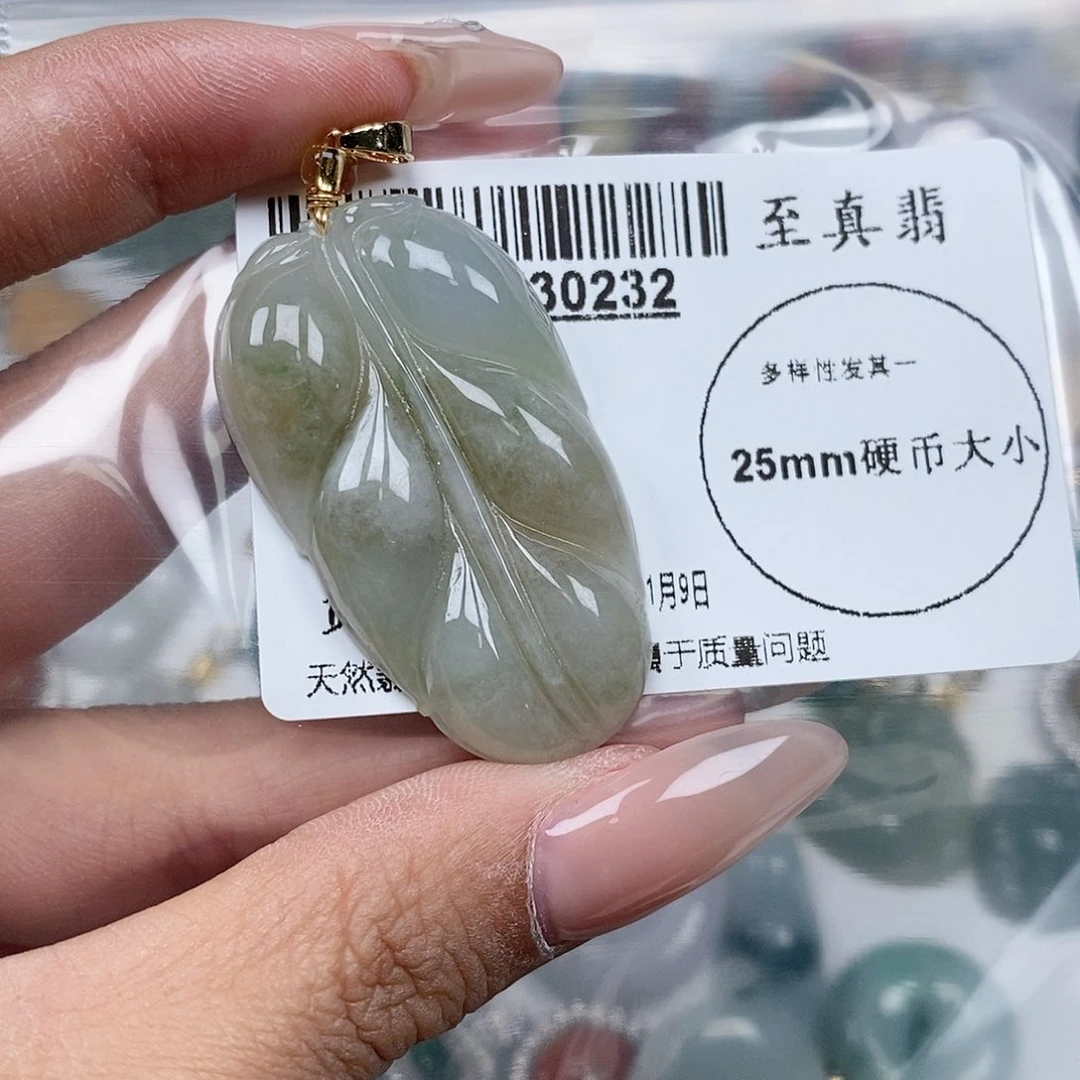 至真翡
30232
多样性发其一
25mm硬币大小
1月9日
天然
于质量问题